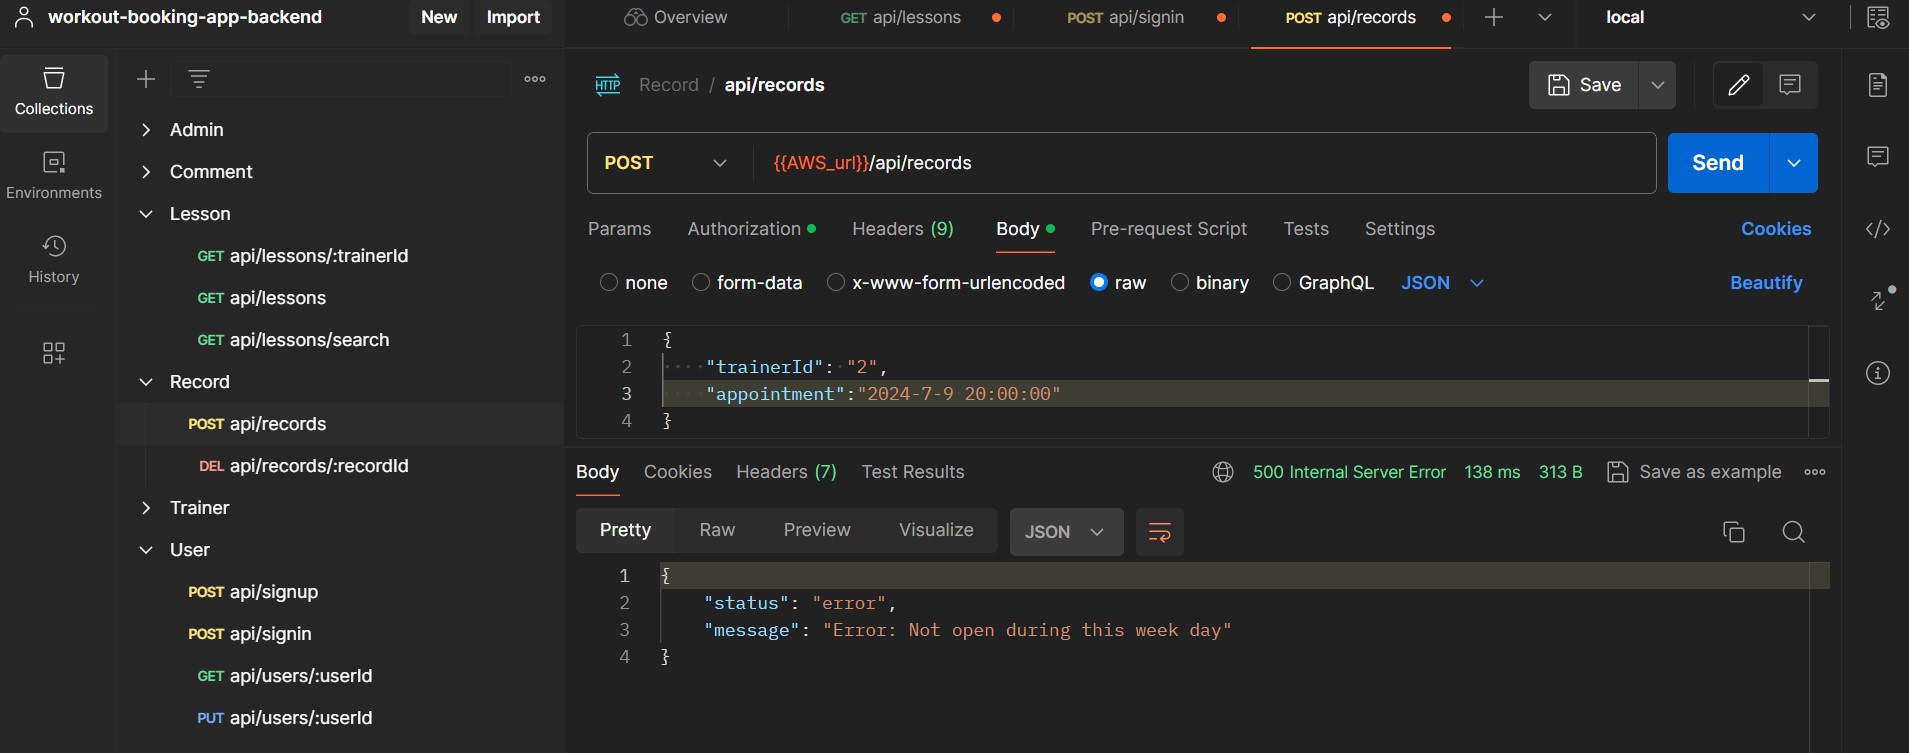 workout-booking-app-backend New Import
Overview GET api/lessons POST api/signin POST api/records local
Collections
Environments
History
Admin
Comment
Lesson
GET api/lessons/:trainerId
GET api/lessons
GET api/lessons/search
Record
POST api/records
DEL api/records/:recordId
Trainer
User
POST api/signup
POST api/signin
GET api/users/:userId
PUT api/users/:userId
HTTP Record / api/records Save
POST {{AWS_url}}/api/records Send
Params Authorization Headers (9) Body Pre-request Script Tests Settings Cookies
none form-data x-www-form-urlencoded raw binary GraphQL JSON Beautify
1 {
2 "trainerId": "2",
3 "appointment":"2024-7-9 20:00:00"
4 }
Body Cookies Headers (7) Test Results 500 Internal Server Error 138 ms 313 B Save as example
Pretty Raw Preview Visualize JSON
1 {
2 "status": "error",
3 "message": "Error: Not open during this week day"
4 }